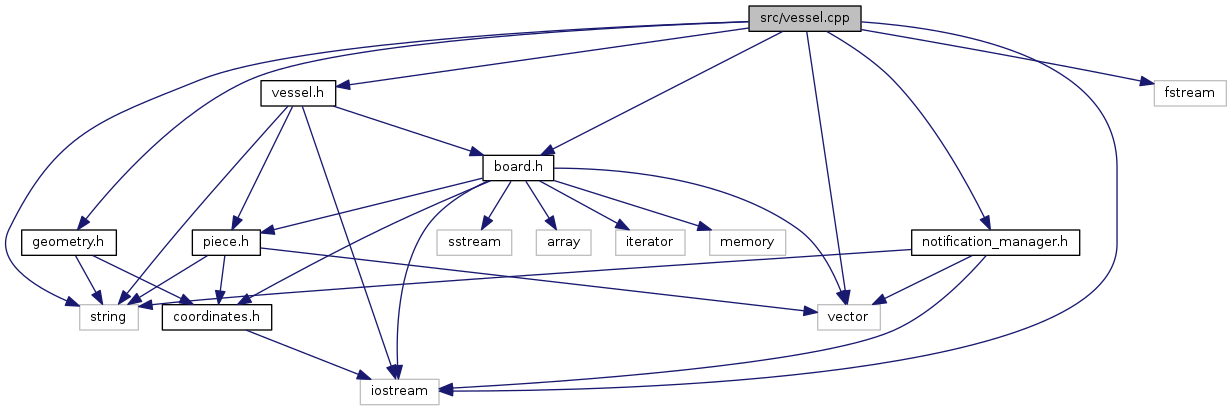 src/vessel.cpp
vessel.h
fstream
board.h
geometry.h
piece.h
sstream
array
iterator
memory
notification_manager.h
string
coordinates.h
vector
iostream